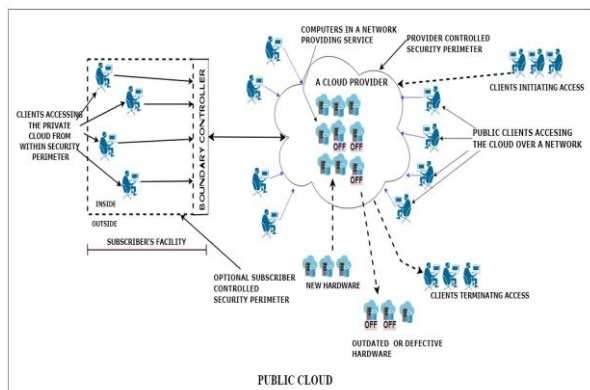 COMPUTERS IN A NETWORK
PROVIDING SERVICE
PROVIDER CONTROLLED
SECURITY PERIMETER
A CLOUD PROVIDER
CLIENTS INITIATING ACCESS
CLIENTS ACCESSING
THE PRIVATE
CLOUD FROM
WITHIN SECURITY
PERIMETER
BOUNDARY CONTROLLER
OFF OFF
OFF
PUBLIC CLIENTS ACCESING
THE CLOUD OVER A NETWORK
INSIDE
OUTSIDE
SUBSCRIBER'S FACILITY
OPTIONAL SUBSCRIBER
CONTROLLED
SECURITY PERIMETER
NEW HARDWARE
CLIENTS TERMINATING ACCESS
OFF OFF
OUTDATED OR DEFECTIVE
HARDWARE
PUBLIC CLOUD